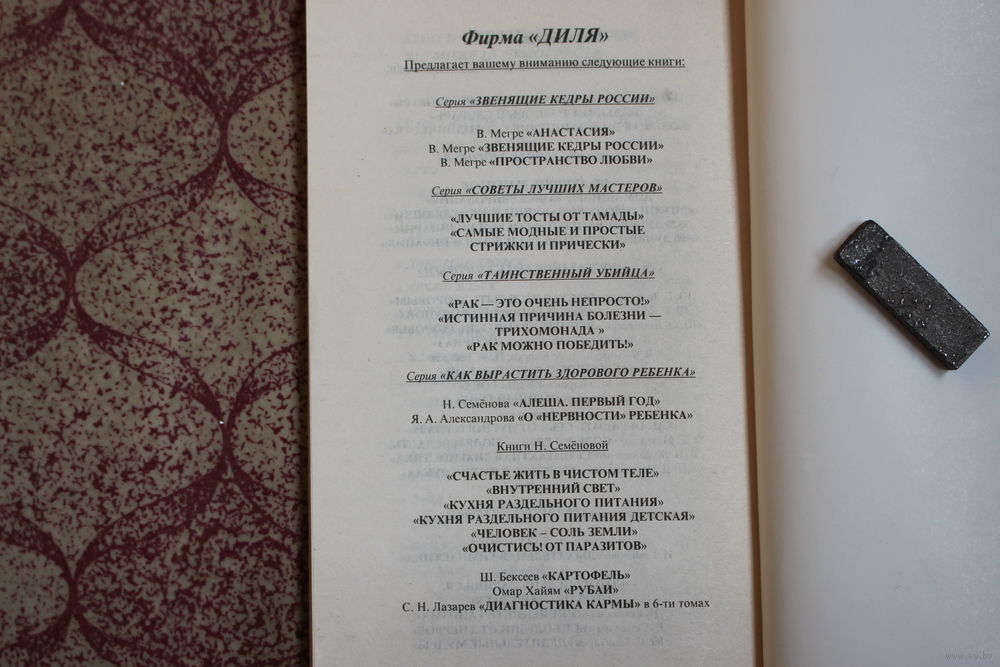 Фирма «ДИЛЯ»
Предлагает вашему вниманию следующие книги:
Серия «ЗВЕНЯЩИЕ КЕДРЫ РОССИИ»
В. Мегре «АНАСТАСИЯ»
В. Мегре «ЗВЕНЯЩИЕ КЕДРЫ РОССИИ»
В. Мегре «ПРОСТРАНСТВО ЛЮБВИ»
Серия «СОВЕТЫ ЛУЧШИХ МАСТЕРОВ»
«ЛУЧШИЕ ТОСТЫ ОТ ТАМАДЫ»
«САМЫЕ МОДНЫЕ И ПРОСТЫЕ
СТРИЖКИ И ПРИЧЕСКИ»
Серия «ТАИНСТВЕННЫЙ УБИЙЦА»
«РАК — ЭТО ОЧЕНЬ НЕПРОСТО!»
«ИСТИННАЯ ПРИЧИНА БОЛЕЗНИ —
ТРИХОМОНАДА »
«РАК МОЖНО ПОБЕДИТЬ!»
Серия «КАК ВЫРАСТИТЬ ЗДОРОВОГО РЕБЕНКА»
Н. Семёнова «АЛЕША. ПЕРВЫЙ ГОД»
Я. А. Александрова «О «НЕРВНОСТИ» РЕБЕНКА»
Книги Н. Семёновой
«СЧАСТЬЕ ЖИТЬ В ЧИСТОМ ТЕЛЕ»
«ВНУТРЕННИЙ СВЕТ»
«КУХНЯ РАЗДЕЛЬНОГО ПИТАНИЯ»
«КУХНЯ РАЗДЕЛЬНОГО ПИТАНИЯ ДЕТСКАЯ»
«ЧЕЛОВЕК – СОЛЬ ЗЕМЛИ»
«ОЧИСТИСЬ! ОТ ПАРАЗИТОВ»
Ш. Бексеев «КАРТОФЕЛЬ»
Омар Хайям «РУБАИ»
С. Н. Лазарев «ДИАГНОСТИКА КАРМЫ» в 6-ти томах
www.ay.by